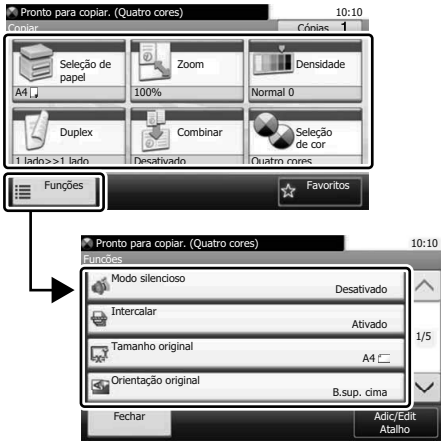 Pronto para copiar. (Quatro cores) 10:10
Copiar Cópias 1
Seleção de papel
A4
Zoom
100%
Densidade
Normal 0
Duplex
1 lado>>1 lado
Combinar
Desativado
Seleção de cor
Quatro cores
Funções
Favoritos
Pronto para copiar. (Quatro cores) 10:10
Funções
Modo silencioso
Desativado
Intercalar
Ativado
Tamanho original
A4
Orientação original
B.sup. cima
1/5
Fechar
Adic/Edit
Atalho